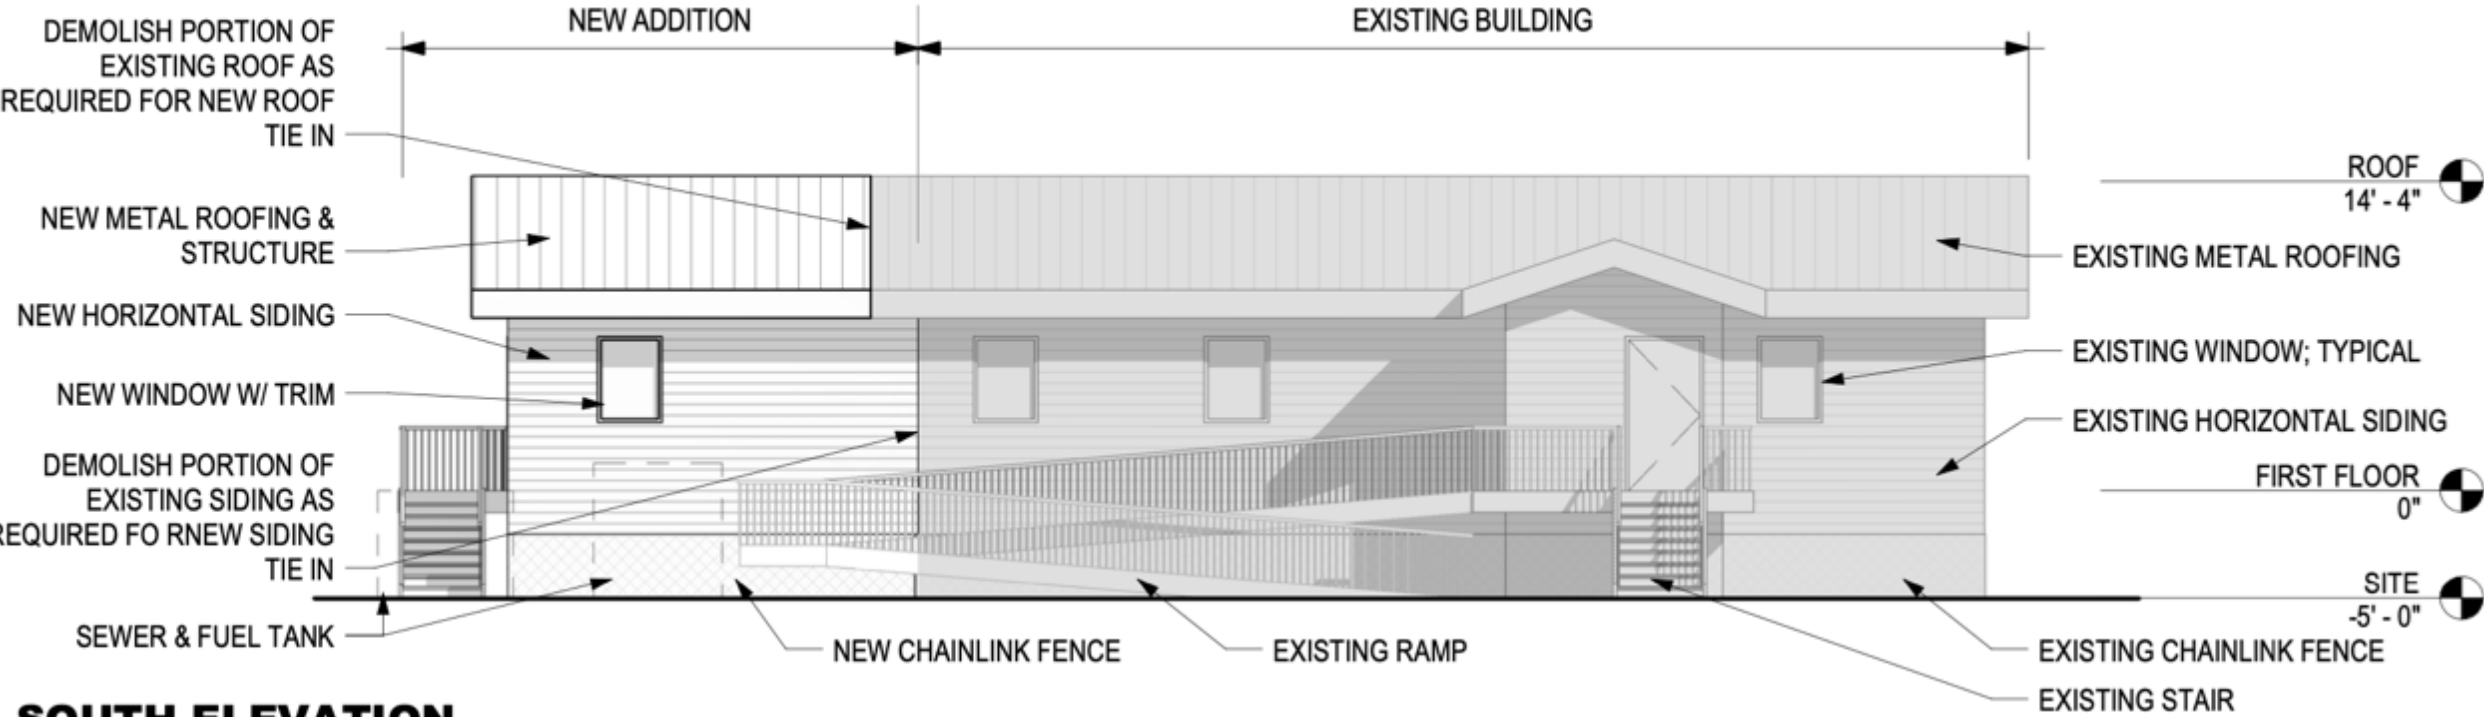 NEW ADDITION
EXISTING BUILDING
DEMOLISH PORTION OF
EXISTING ROOF AS
REQUIRED FOR NEW ROOF
TIE IN
NEW METAL ROOFING &
STRUCTURE
NEW HORIZONTAL SIDING
NEW WINDOW W/ TRIM
DEMOLISH PORTION OF
EXISTING SIDING AS
REQUIRED FO RNEW SIDING
TIE IN
SEWER & FUEL TANK
NEW CHAINLINK FENCE
EXISTING RAMP
ROOF
14' - 4"
EXISTING METAL ROOFING
EXISTING WINDOW; TYPICAL
EXISTING HORIZONTAL SIDING
FIRST FLOOR
0"
SITE
-5' - 0"
EXISTING CHAINLINK FENCE
EXISTING STAIR
SOUTH ELEVATION